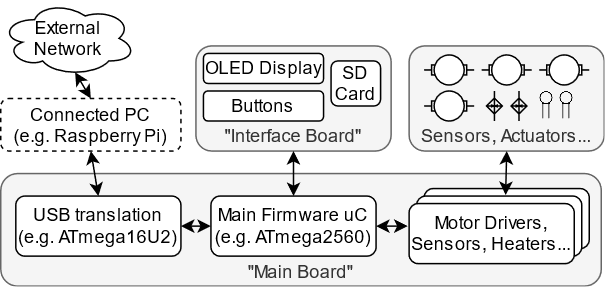 External
Network
Connected PC
(e.g. Raspberry Pi)
OLED Display
SD
Card
Buttons
"Interface Board"
Sensors, Actuators...
USB translation
(e.g. ATmega16U2)
Main Firmware uC
(e.g. ATmega2560)
Motor Drivers,
Sensors, Heaters...
"Main Board"